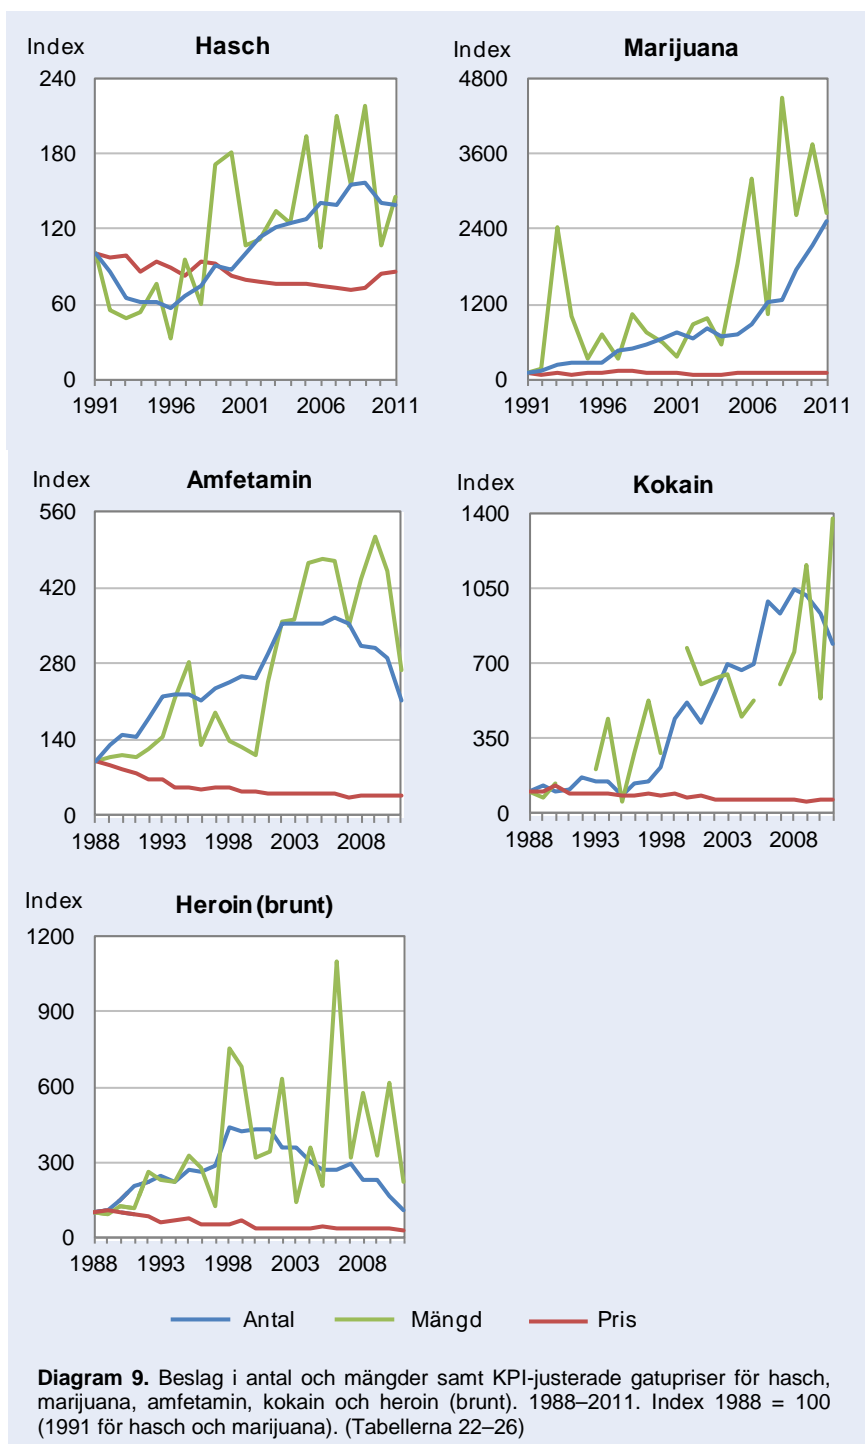 Index
Hasch
240
180
120
60
0
1991 1996 2001 2006 2011
Index
Marijuana
4800
3600
2400
1200
0
1991 1996 2001 2006 2011
Index
Amfetamin
560
420
280
140
0
1988 1993 1998 2003 2008
Index
Kokain
1400
1050
700
350
0
1988 1993 1998 2003 2008
Index
Heroin (brunt)
1200
900
600
300
0
1988 1993 1998 2003 2008
Antal Mängd Pris
Diagram 9. Beslag i antal och mängder samt KPI-justerade gatupriser för hasch,
marijuana, amfetamin, kokain och heroin (brunt). 1988–2011. Index 1988 = 100
(1991 för hasch och marijuana). (Tabellerna 22–26)